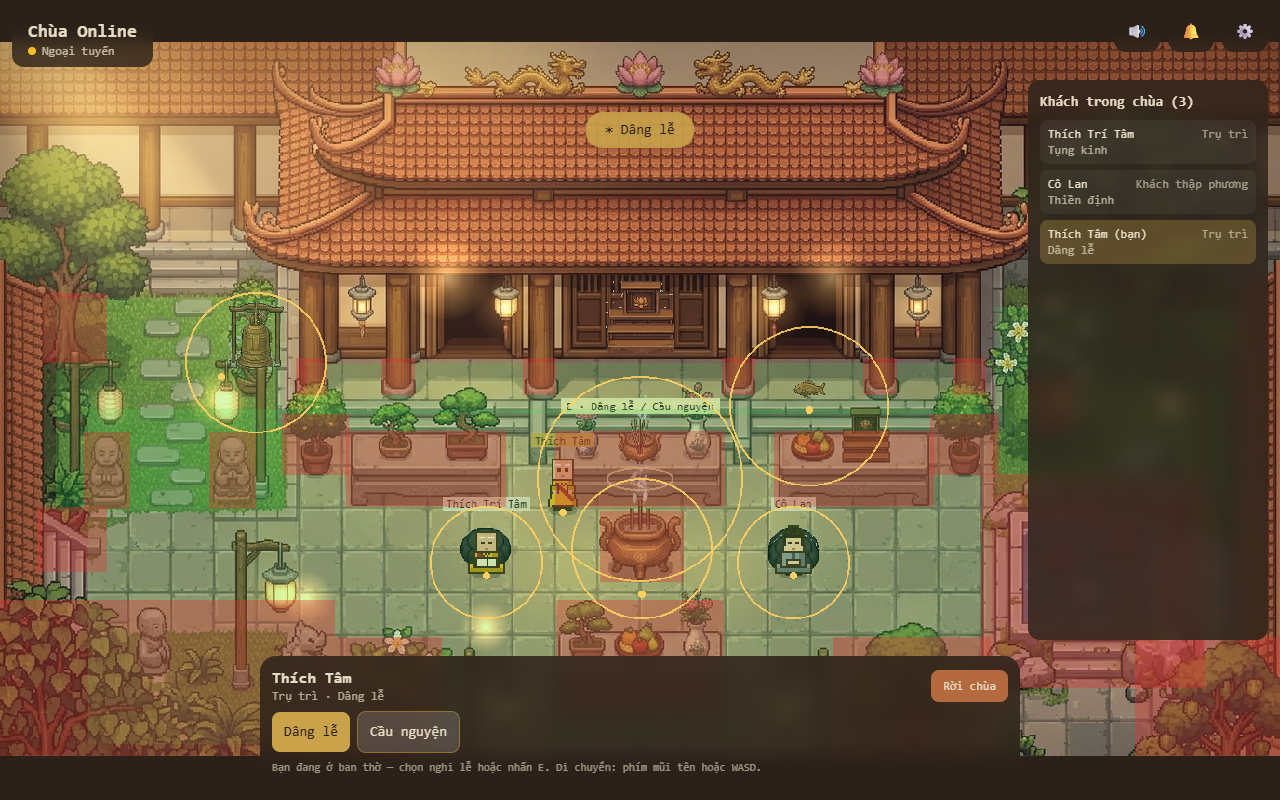 Chùa Online
Ngoại tuyến
* Dâng lễ
Khách trong chùa (3)
Thích Trí Tâm Trụ trì
Tụng kinh
Cô Lan Khách thập phương
Thiền định
Thích Tâm (bạn) Trụ trì
Dâng lễ
E · Dâng lễ / Cầu nguyện
Thích Tâm
Thích Trí Tâm
Cô Lan
Thích Tâm
Trụ trì · Dâng lễ
Rời chùa
Dâng lễ Cầu nguyện
Bạn đang ở ban thờ — chọn nghi lễ hoặc nhấn E. Di chuyển: phím mũi tên hoặc WASD.